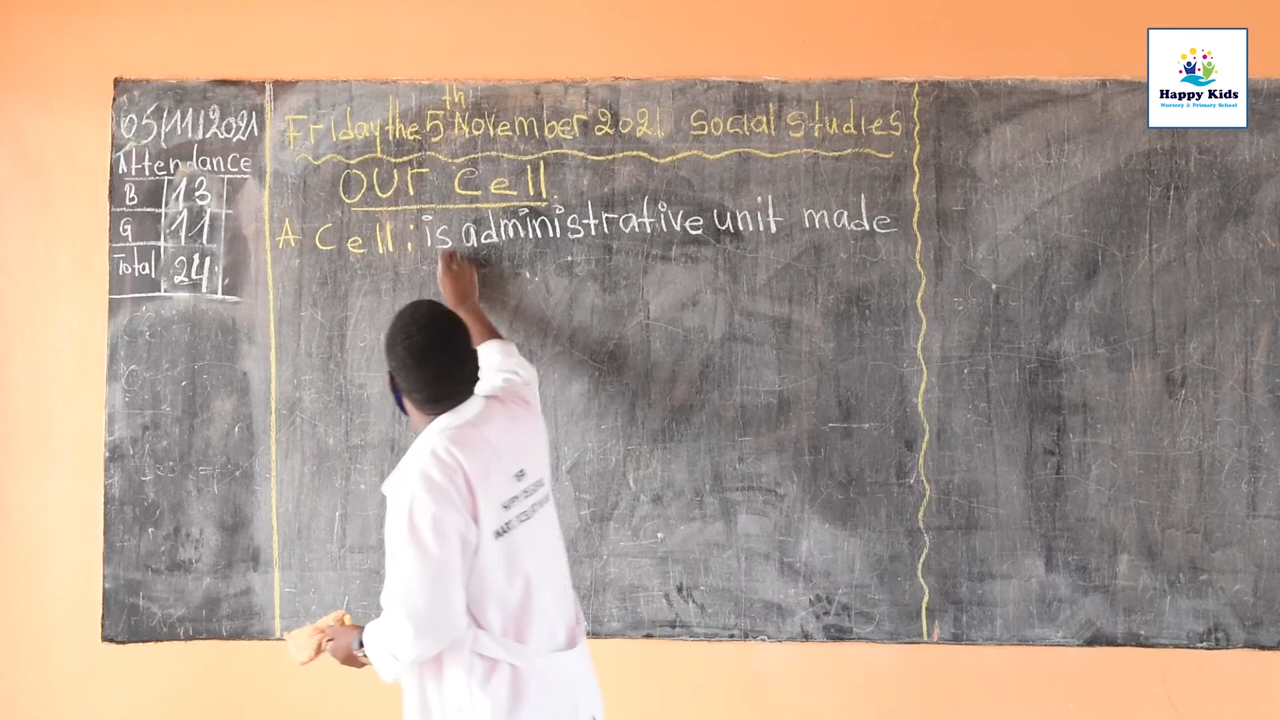 05/11/2021
Attendance
B 13
G 11
Total 24
Friday the 5th November 2021. Social Studies
OUr Cell
A Cell: is administrative unit made
Happy Kids
Nursery & Primary School